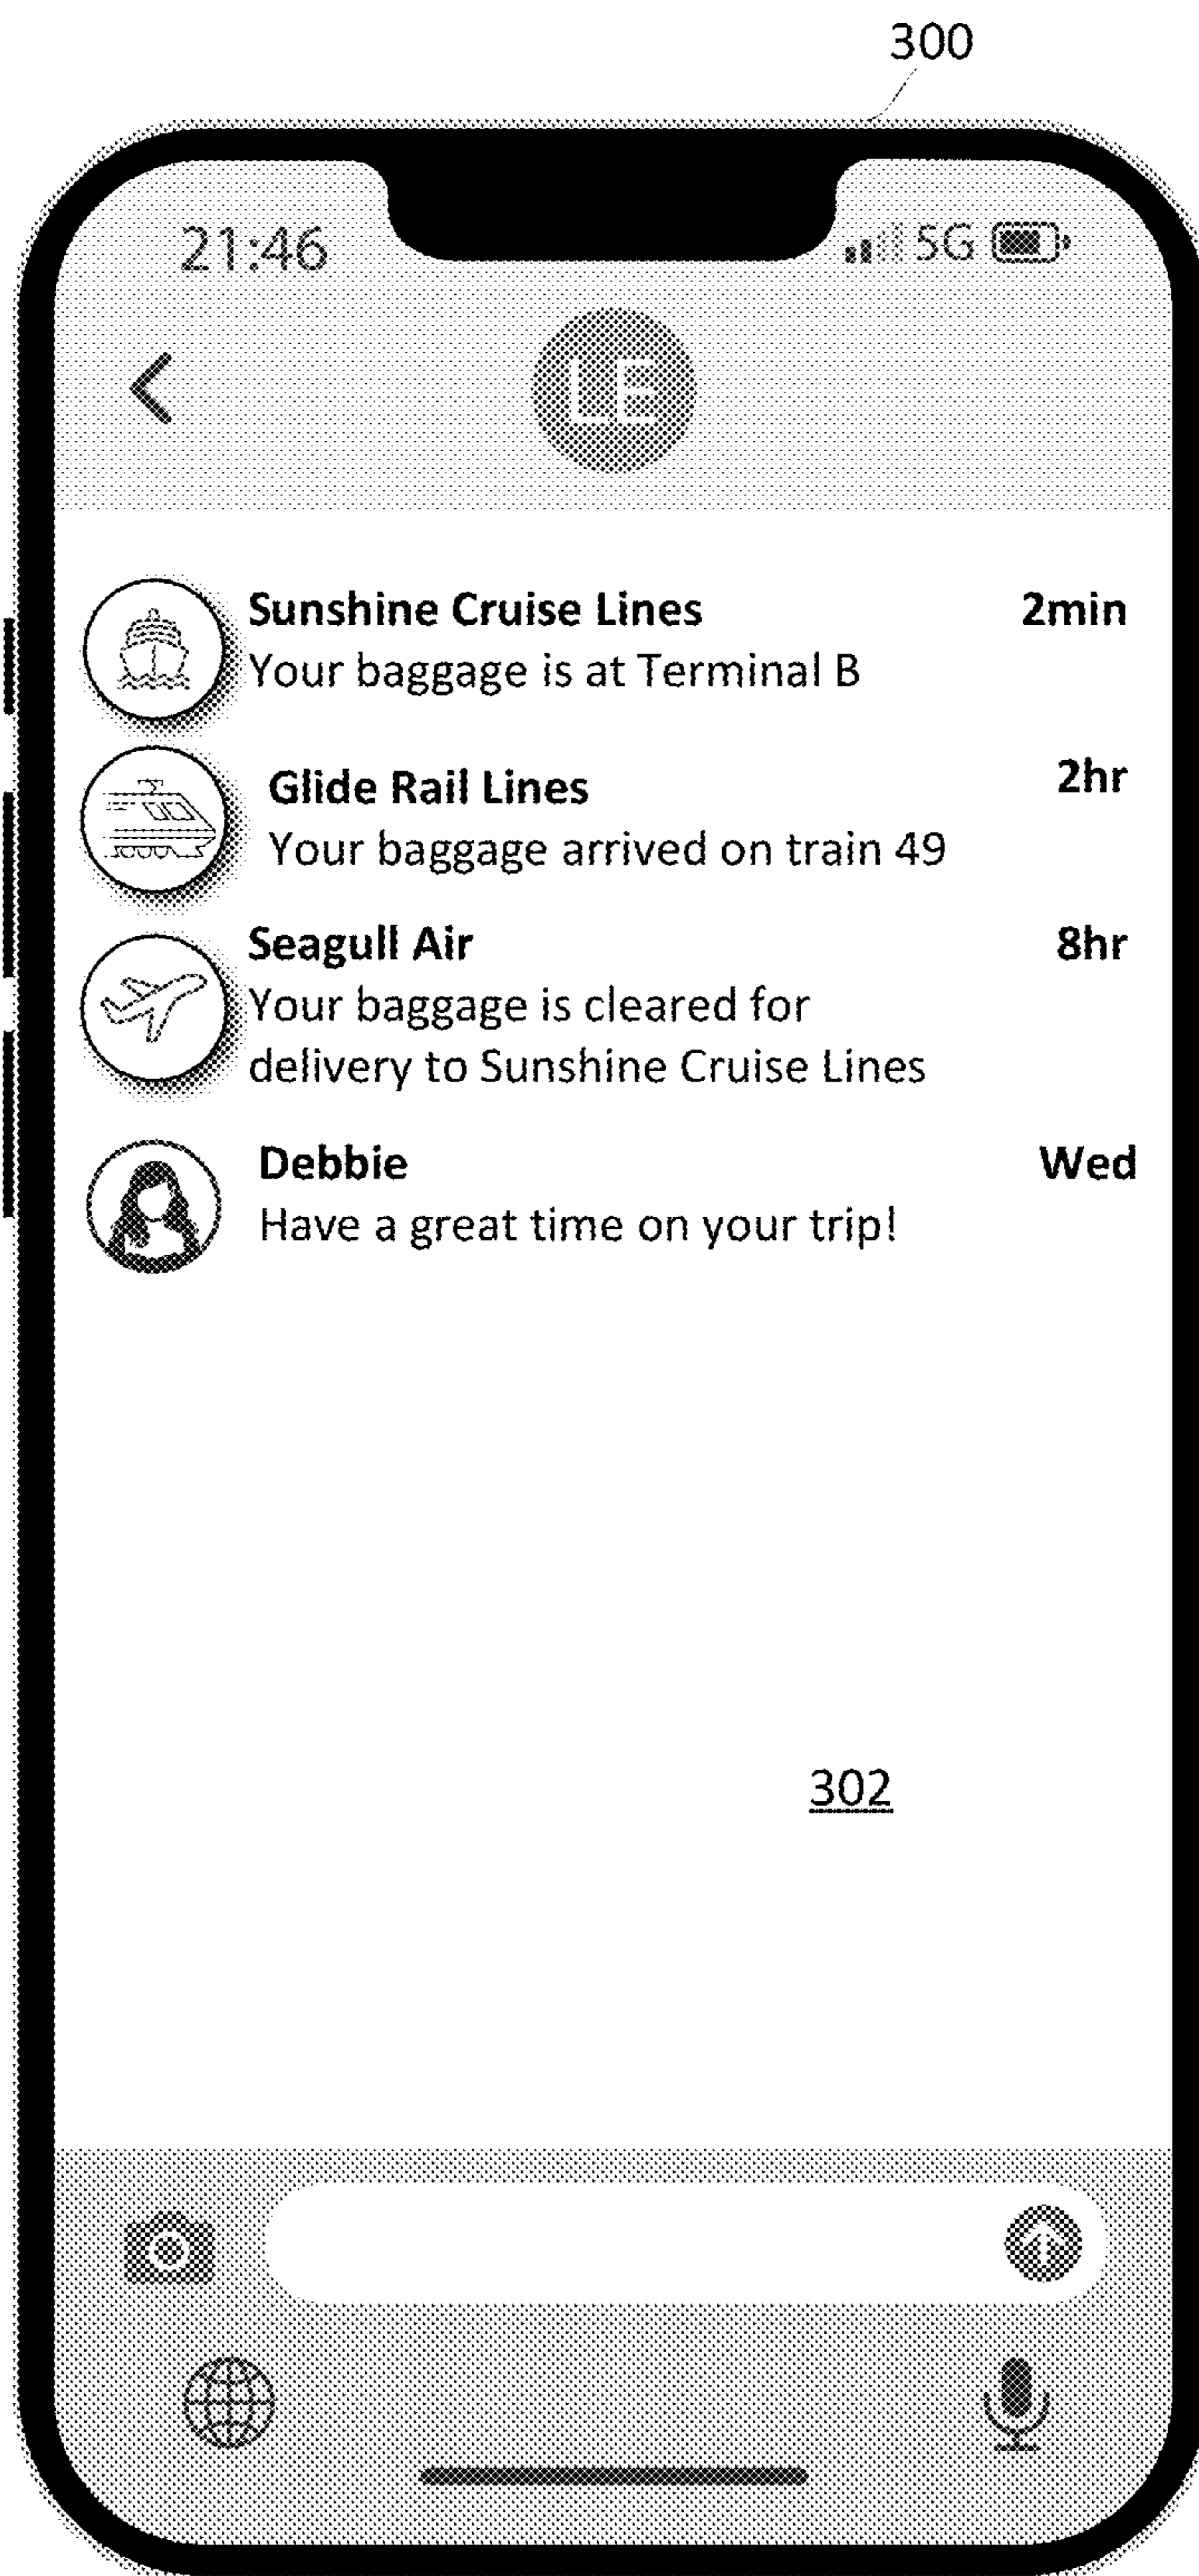 300
21:46
5G
LE
Sunshine Cruise Lines 2min
Your baggage is at Terminal B
Glide Rail Lines 2hr
Your baggage arrived on train 49
Seagull Air 8hr
Your baggage is cleared for
delivery to Sunshine Cruise Lines
Debbie Wed
Have a great time on your trip!
302